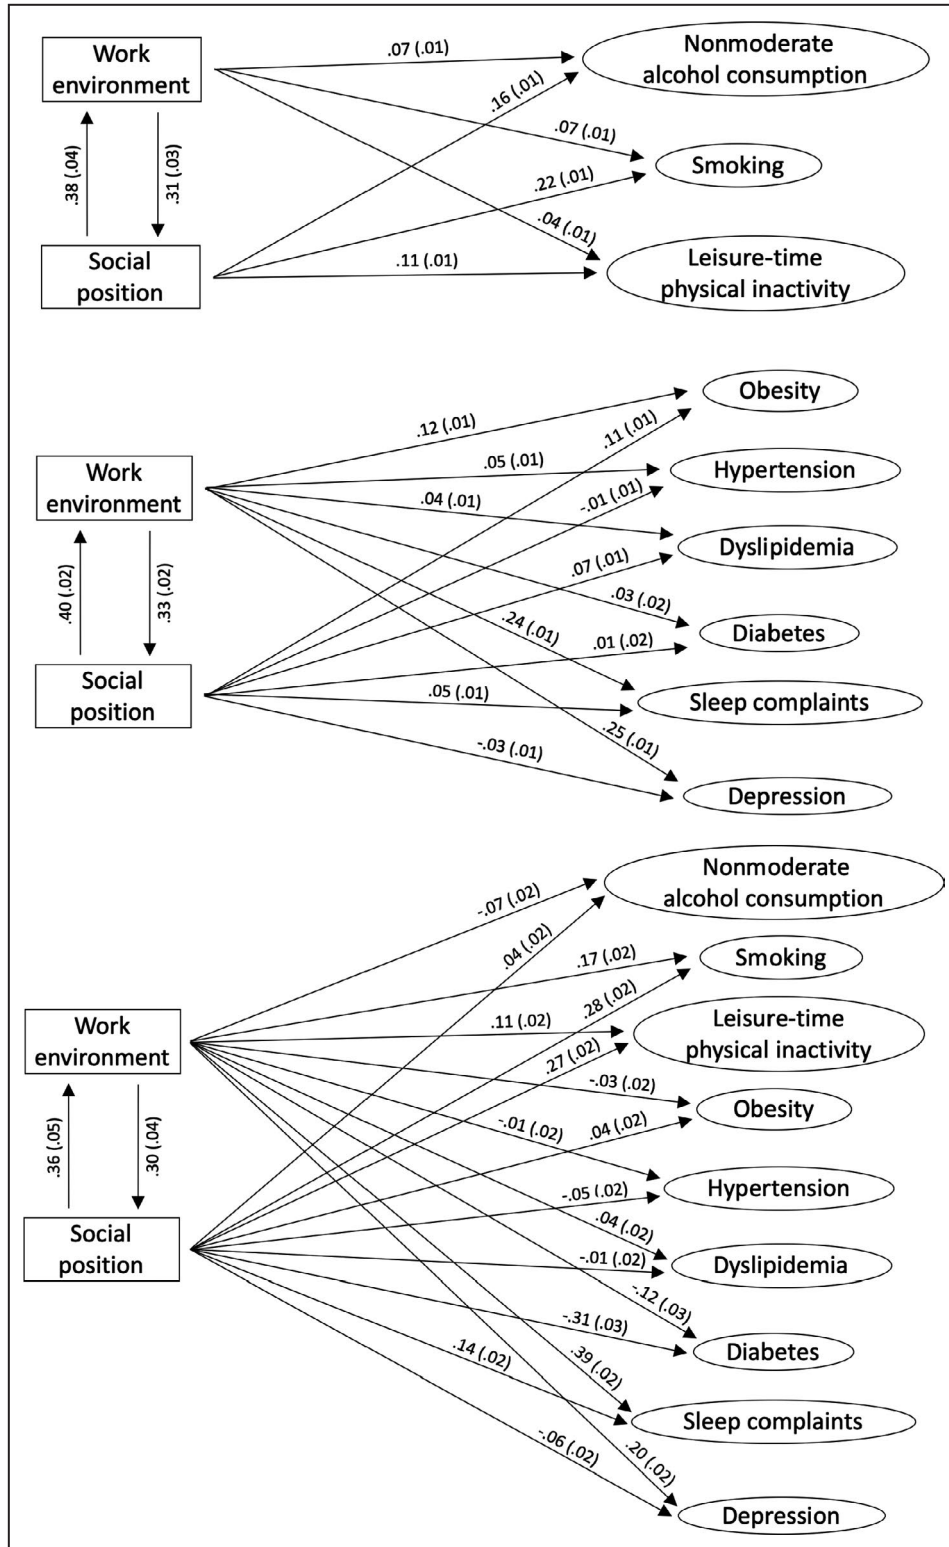 Work
environment
.38 (.04)
.31 (.03)
Social
position
.07 (.01)
.16 (.01)
.07 (.01)
.22 (.01)
.04 (.01)
.11 (.01)
Nonmoderate
alcohol consumption
Smoking
Leisure-time
physical inactivity
Work
environment
.40 (.02)
.33 (.02)
Social
position
.12 (.01)
.11 (.01)
.05 (.01)
-.01 (.01)
.04 (.01)
.07 (.01)
.03 (.02)
.24 (.01)
.01 (.02)
.05 (.01)
.25 (.01)
-.03 (.01)
Obesity
Hypertension
Dyslipidemia
Diabetes
Sleep complaints
Depression
Work
environment
.36 (.05)
.30 (.04)
Social
position
-.07 (.02)
.04 (.02)
.17 (.02)
.28 (.02)
.11 (.02)
.27 (.02)
-.03 (.02)
.04 (.02)
-.01 (.02)
-.05 (.02)
.04 (.02)
-.01 (.02)
-.12 (.03)
-.31 (.03)
.39 (.02)
.14 (.02)
.20 (.02)
-.06 (.02)
Nonmoderate
alcohol consumption
Smoking
Leisure-time
physical inactivity
Obesity
Hypertension
Dyslipidemia
Diabetes
Sleep complaints
Depression